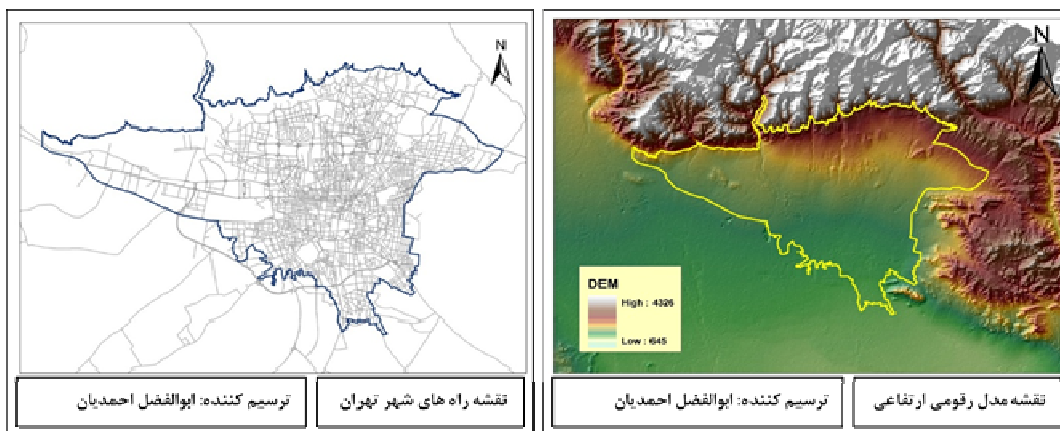 N
N
DEM
High : 4326
Low : 645
نقشه راه های شهر تهران
ترسیم کننده: ابوالفضل احمدیان
نقشه مدل رقومی ارتفاعی
ترسیم کننده: ابوالفضل احمدیان